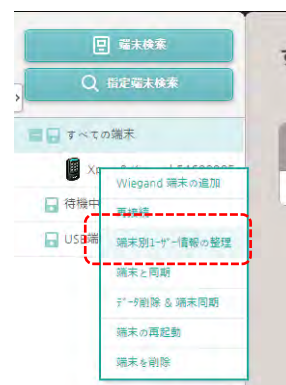 端末検索
指定端末検索
すべての端末
Wiegand 端末の追加
待機中
再接続
USB端
端末別ﾕｰｻﾞｰ情報の整理
端末と同期
ﾃﾞｰﾀ削除 & 端末同期
端末の再起動
端末を削除